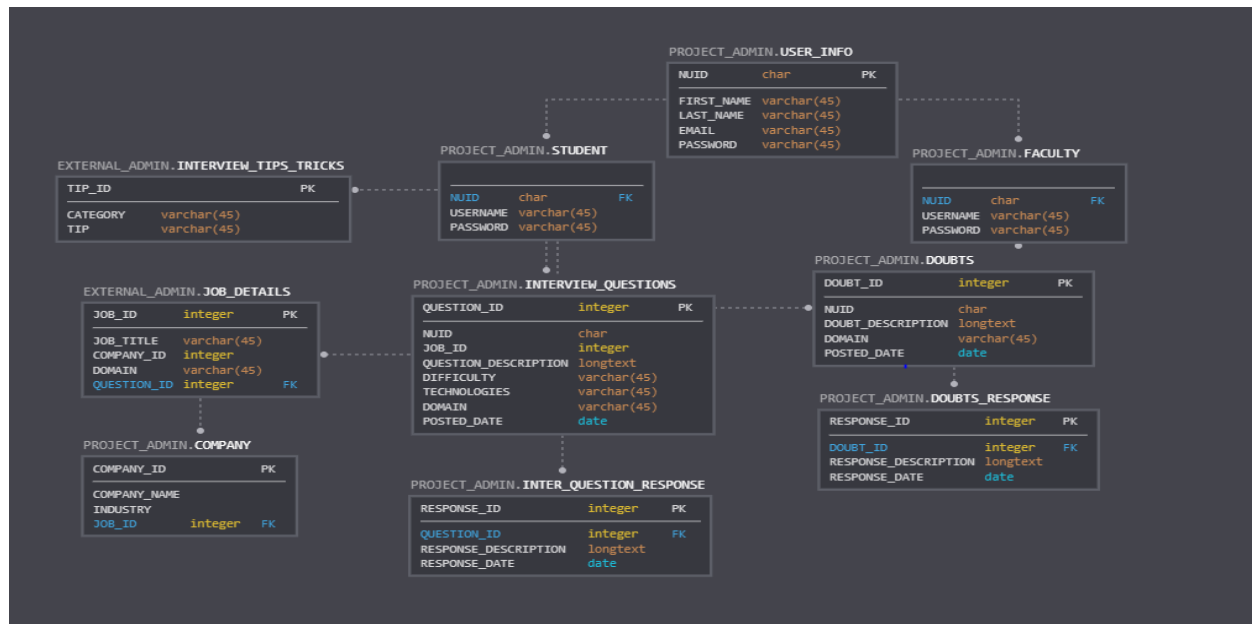 PROJECT_ADMIN.USER_INFO
NUID char PK
FIRST_NAME varchar(45)
LAST_NAME varchar(45)
EMAIL varchar(45)
PASSWORD varchar(45)
EXTERNAL_ADMIN.INTERVIEW_TIPS_TRICKS
TIP_ID PK
CATEGORY varchar(45)
TIP varchar(45)
PROJECT_ADMIN.STUDENT
NUID char FK
USERNAME varchar(45)
PASSWORD varchar(45)
PROJECT_ADMIN.FACULTY
NUID char FK
USERNAME varchar(45)
PASSWORD varchar(45)
EXTERNAL_ADMIN.JOB_DETAILS
JOB_ID integer PK
JOB_TITLE varchar(45)
COMPANY_ID integer
DOMAIN varchar(45)
QUESTION_ID integer FK
PROJECT_ADMIN.INTERVIEW_QUESTIONS
QUESTION_ID integer PK
NUID char
JOB_ID integer
QUESTION_DESCRIPTION longtext
DIFFICULTY varchar(45)
TECHNOLOGIES varchar(45)
DOMAIN varchar(45)
POSTED_DATE date
PROJECT_ADMIN.DOUBTS
DOUBT_ID integer PK
NUID char
DOUBT_DESCRIPTION longtext
DOMAIN varchar(45)
POSTED_DATE date
PROJECT_ADMIN.COMPANY
COMPANY_ID PK
COMPANY_NAME
INDUSTRY
JOB_ID integer FK
PROJECT_ADMIN.INTER_QUESTION_RESPONSE
RESPONSE_ID integer PK
QUESTION_ID integer FK
RESPONSE_DESCRIPTION longtext
RESPONSE_DATE date
PROJECT_ADMIN.DOUBTS_RESPONSE
RESPONSE_ID integer PK
DOUBT_ID integer FK
RESPONSE_DESCRIPTION longtext
RESPONSE_DATE date